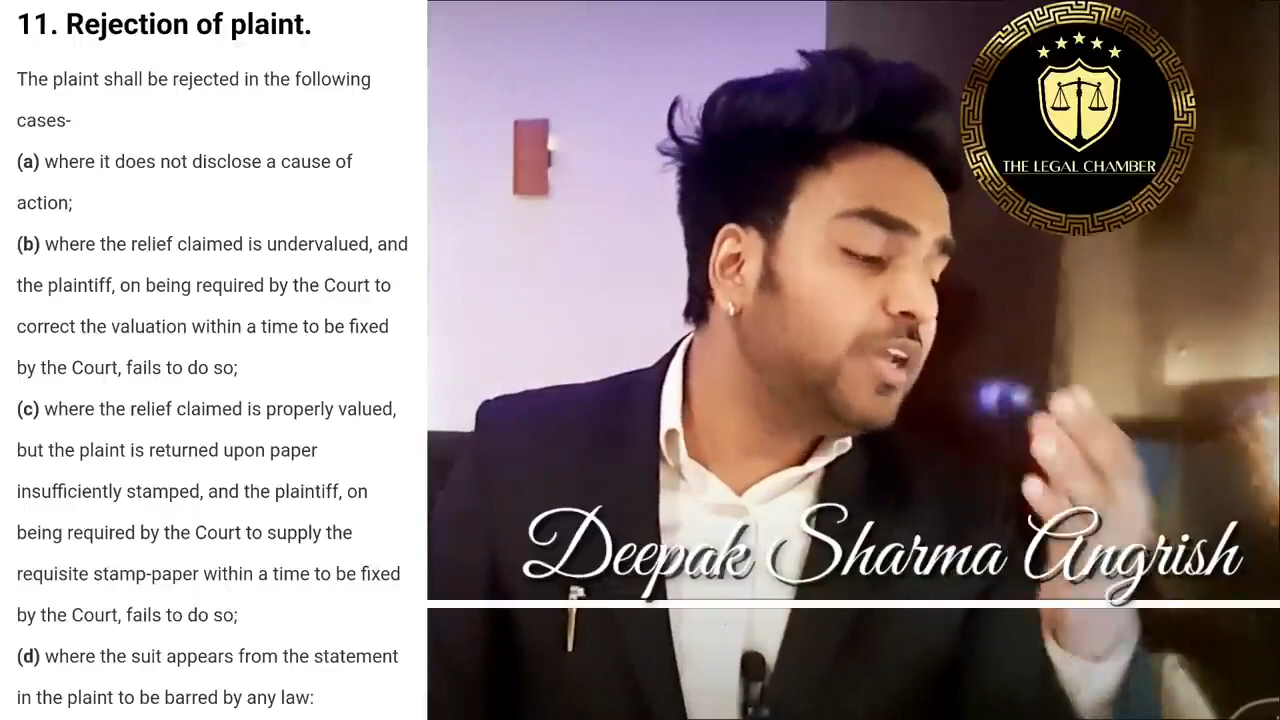 11. Rejection of plaint.
The plaint shall be rejected in the following
cases-
(a) where it does not disclose a cause of
action;
(b) where the relief claimed is undervalued, and
the plaintiff, on being required by the Court to
correct the valuation within a time to be fixed
by the Court, fails to do so;
(c) where the relief claimed is properly valued,
but the plaint is returned upon paper
insufficiently stamped, and the plaintiff, on
being required by the Court to supply the
requisite stamp-paper within a time to be fixed
by the Court, fails to do so;
(d) where the suit appears from the statement
in the plaint to be barred by any law:
THE LEGAL CHAMBER
Deepak Sharma Angrish